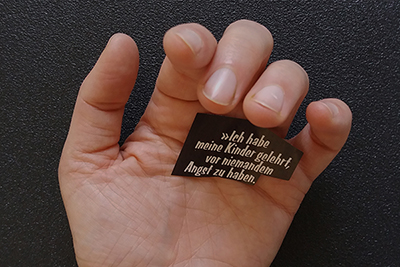 »Ich habe
meine Kinder gelehrt,
vor niemandem
Angst zu haben.